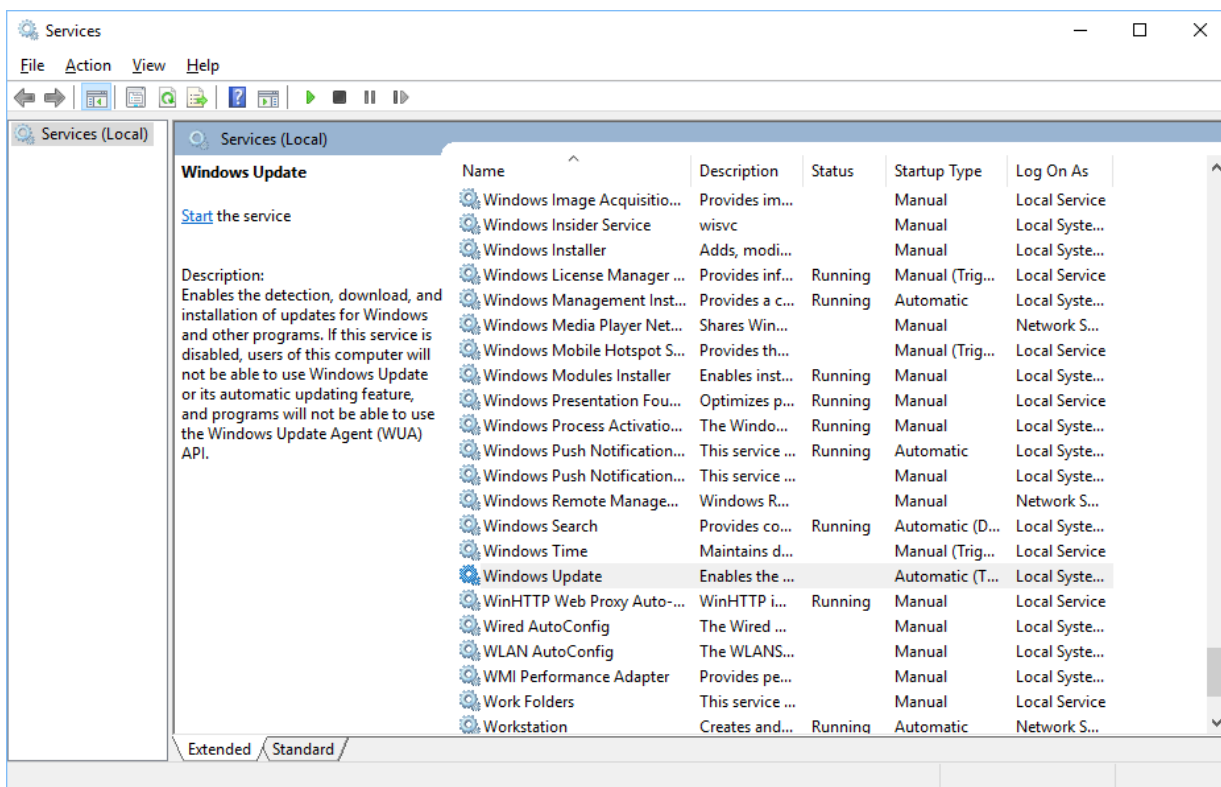 Services
File Action View Help
Services (Local)
Services (Local)
Windows Update
Start the service
Description:
Enables the detection, download, and
installation of updates for Windows
and other programs. If this service is
disabled, users of this computer will
not be able to use Windows Update
or its automatic updating feature,
and programs will not be able to use
the Windows Update Agent (WUA)
API.
Name Description Status Startup Type Log On As
Windows Image Acquisitio... Provides im... Manual Local Service
Windows Insider Service wisvc Manual Local Syste...
Windows Installer Adds, modi... Manual Local Syste...
Windows License Manager ... Provides inf... Running Manual (Trig... Local Service
Windows Management Inst... Provides a c... Running Automatic Local Syste...
Windows Media Player Net... Shares Win... Manual Network S...
Windows Mobile Hotspot S... Provides th... Manual (Trig... Local Service
Windows Modules Installer Enables inst... Running Manual Local Syste...
Windows Presentation Fou... Optimizes p... Running Manual Local Service
Windows Process Activatio... The Windo... Running Manual Local Syste...
Windows Push Notification... This service ... Running Automatic Local Syste...
Windows Push Notification... This service ... Manual Local Syste...
Windows Remote Manage... Windows R... Manual Network S...
Windows Search Provides co... Running Automatic (D... Local Syste...
Windows Time Maintains d... Manual (Trig... Local Service
Windows Update Enables the ... Automatic (T... Local Syste...
WinHTTP Web Proxy Auto-... WinHTTP i... Running Manual Local Service
Wired AutoConfig The Wired ... Manual Local Syste...
WLAN AutoConfig The WLANS... Manual Local Syste...
WMI Performance Adapter Provides pe... Manual Local Syste...
Work Folders This service ... Manual Local Service
Workstation Creates and... Running Automatic Network S...
Extended Standard